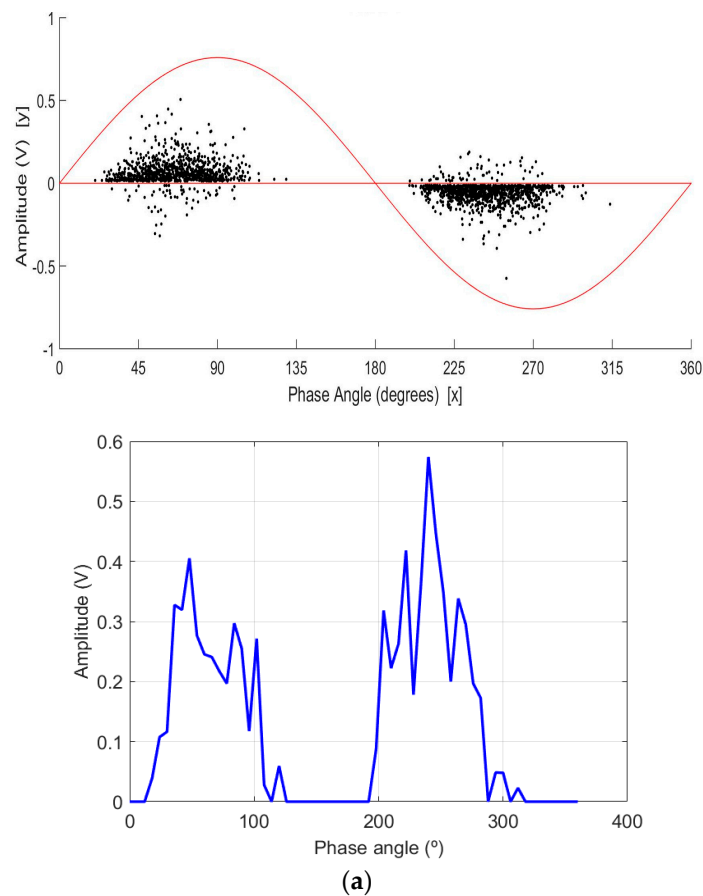 1
0.5
0
-0.5
-1
Amplitude (V) [y]
0 45 90 135 180 225 270 315 360
Phase Angle (degrees) [x]
0.6
0.5
0.4
0.3
0.2
0.1
0
Amplitude (V)
0 100 200 300 400
Phase angle (º)
(a)